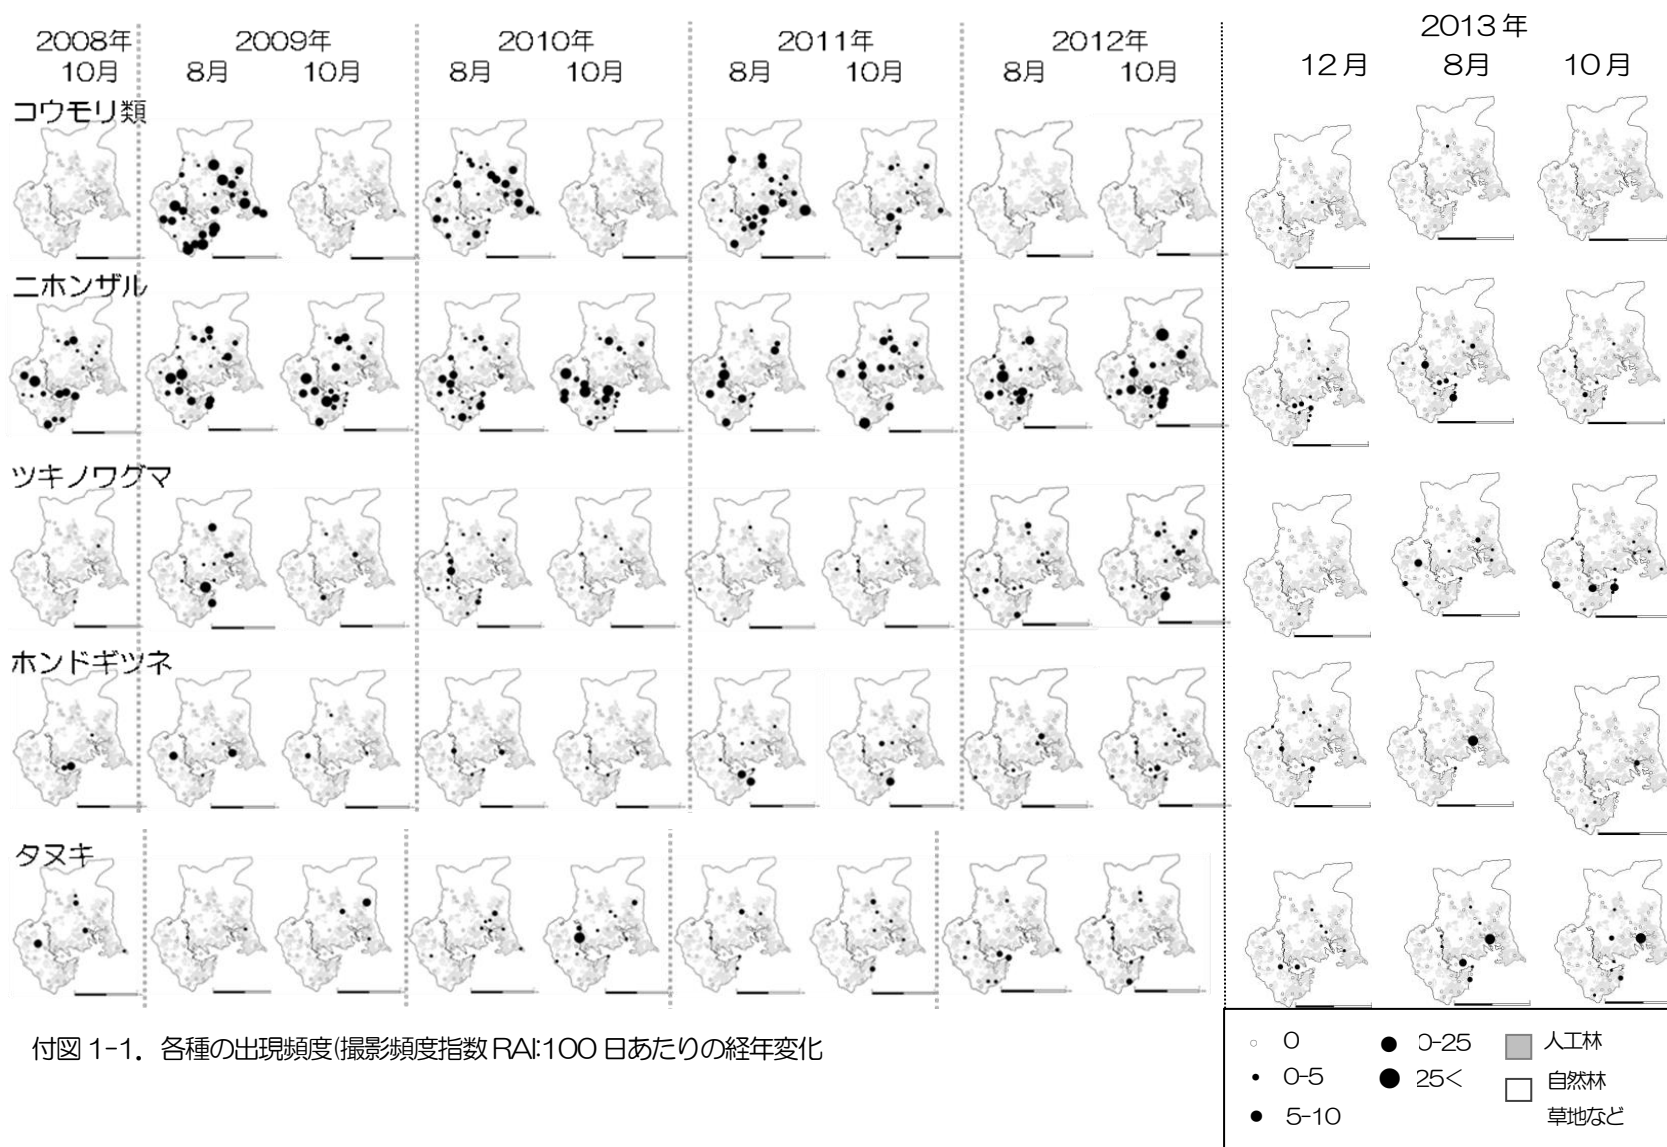 2008年 2009年 2010年 2011年 2012年 2013年
10月 8月 10月 8月 10月 8月 10月 8月 10月 12月 8月 10月
コウモリ類
ニホンザル
ツキノワグマ
ホンドギツネ
タヌキ
付図 1-1. 各種の出現頻度(撮影頻度指数RAI:100 日あたりの経年変化
0
0-5
5-10
0-25
25<
人工林
自然林
草地など